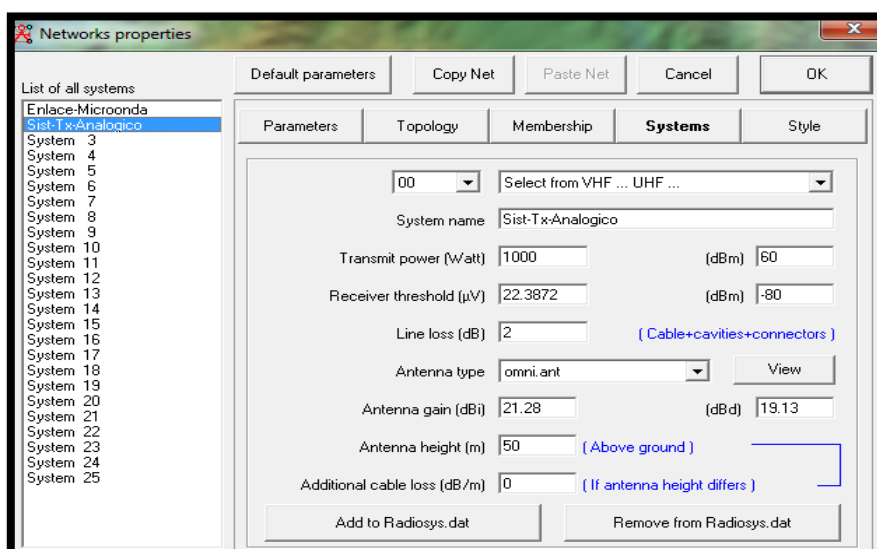 Networks properties
List of all systems
Enlace-Microonda
Sist-Tx-Analogico
System 3
System 4
System 5
System 6
System 7
System 8
System 9
System 10
System 11
System 12
System 13
System 14
System 15
System 16
System 17
System 18
System 19
System 20
System 21
System 22
System 23
System 24
System 25
Default parameters Copy Net Paste Net Cancel OK
Parameters Topology Membership Systems Style
00 Select from VHF ... UHF ...
System name Sist-Tx-Analogico
Transmit power (Watt) 1000 (dBm) 60
Receiver threshold (µV) 22.3872 (dBm) -80
Line loss (dB) 2 ( Cable+cavities+connectors )
Antenna type omni.ant View
Antenna gain (dBi) 21.28 (dBd) 19.13
Antenna height (m) 50 ( Above ground )
Additional cable loss (dB/m) 0 ( If antenna height differs )
Add to Radiosys.dat Remove from Radiosys.dat